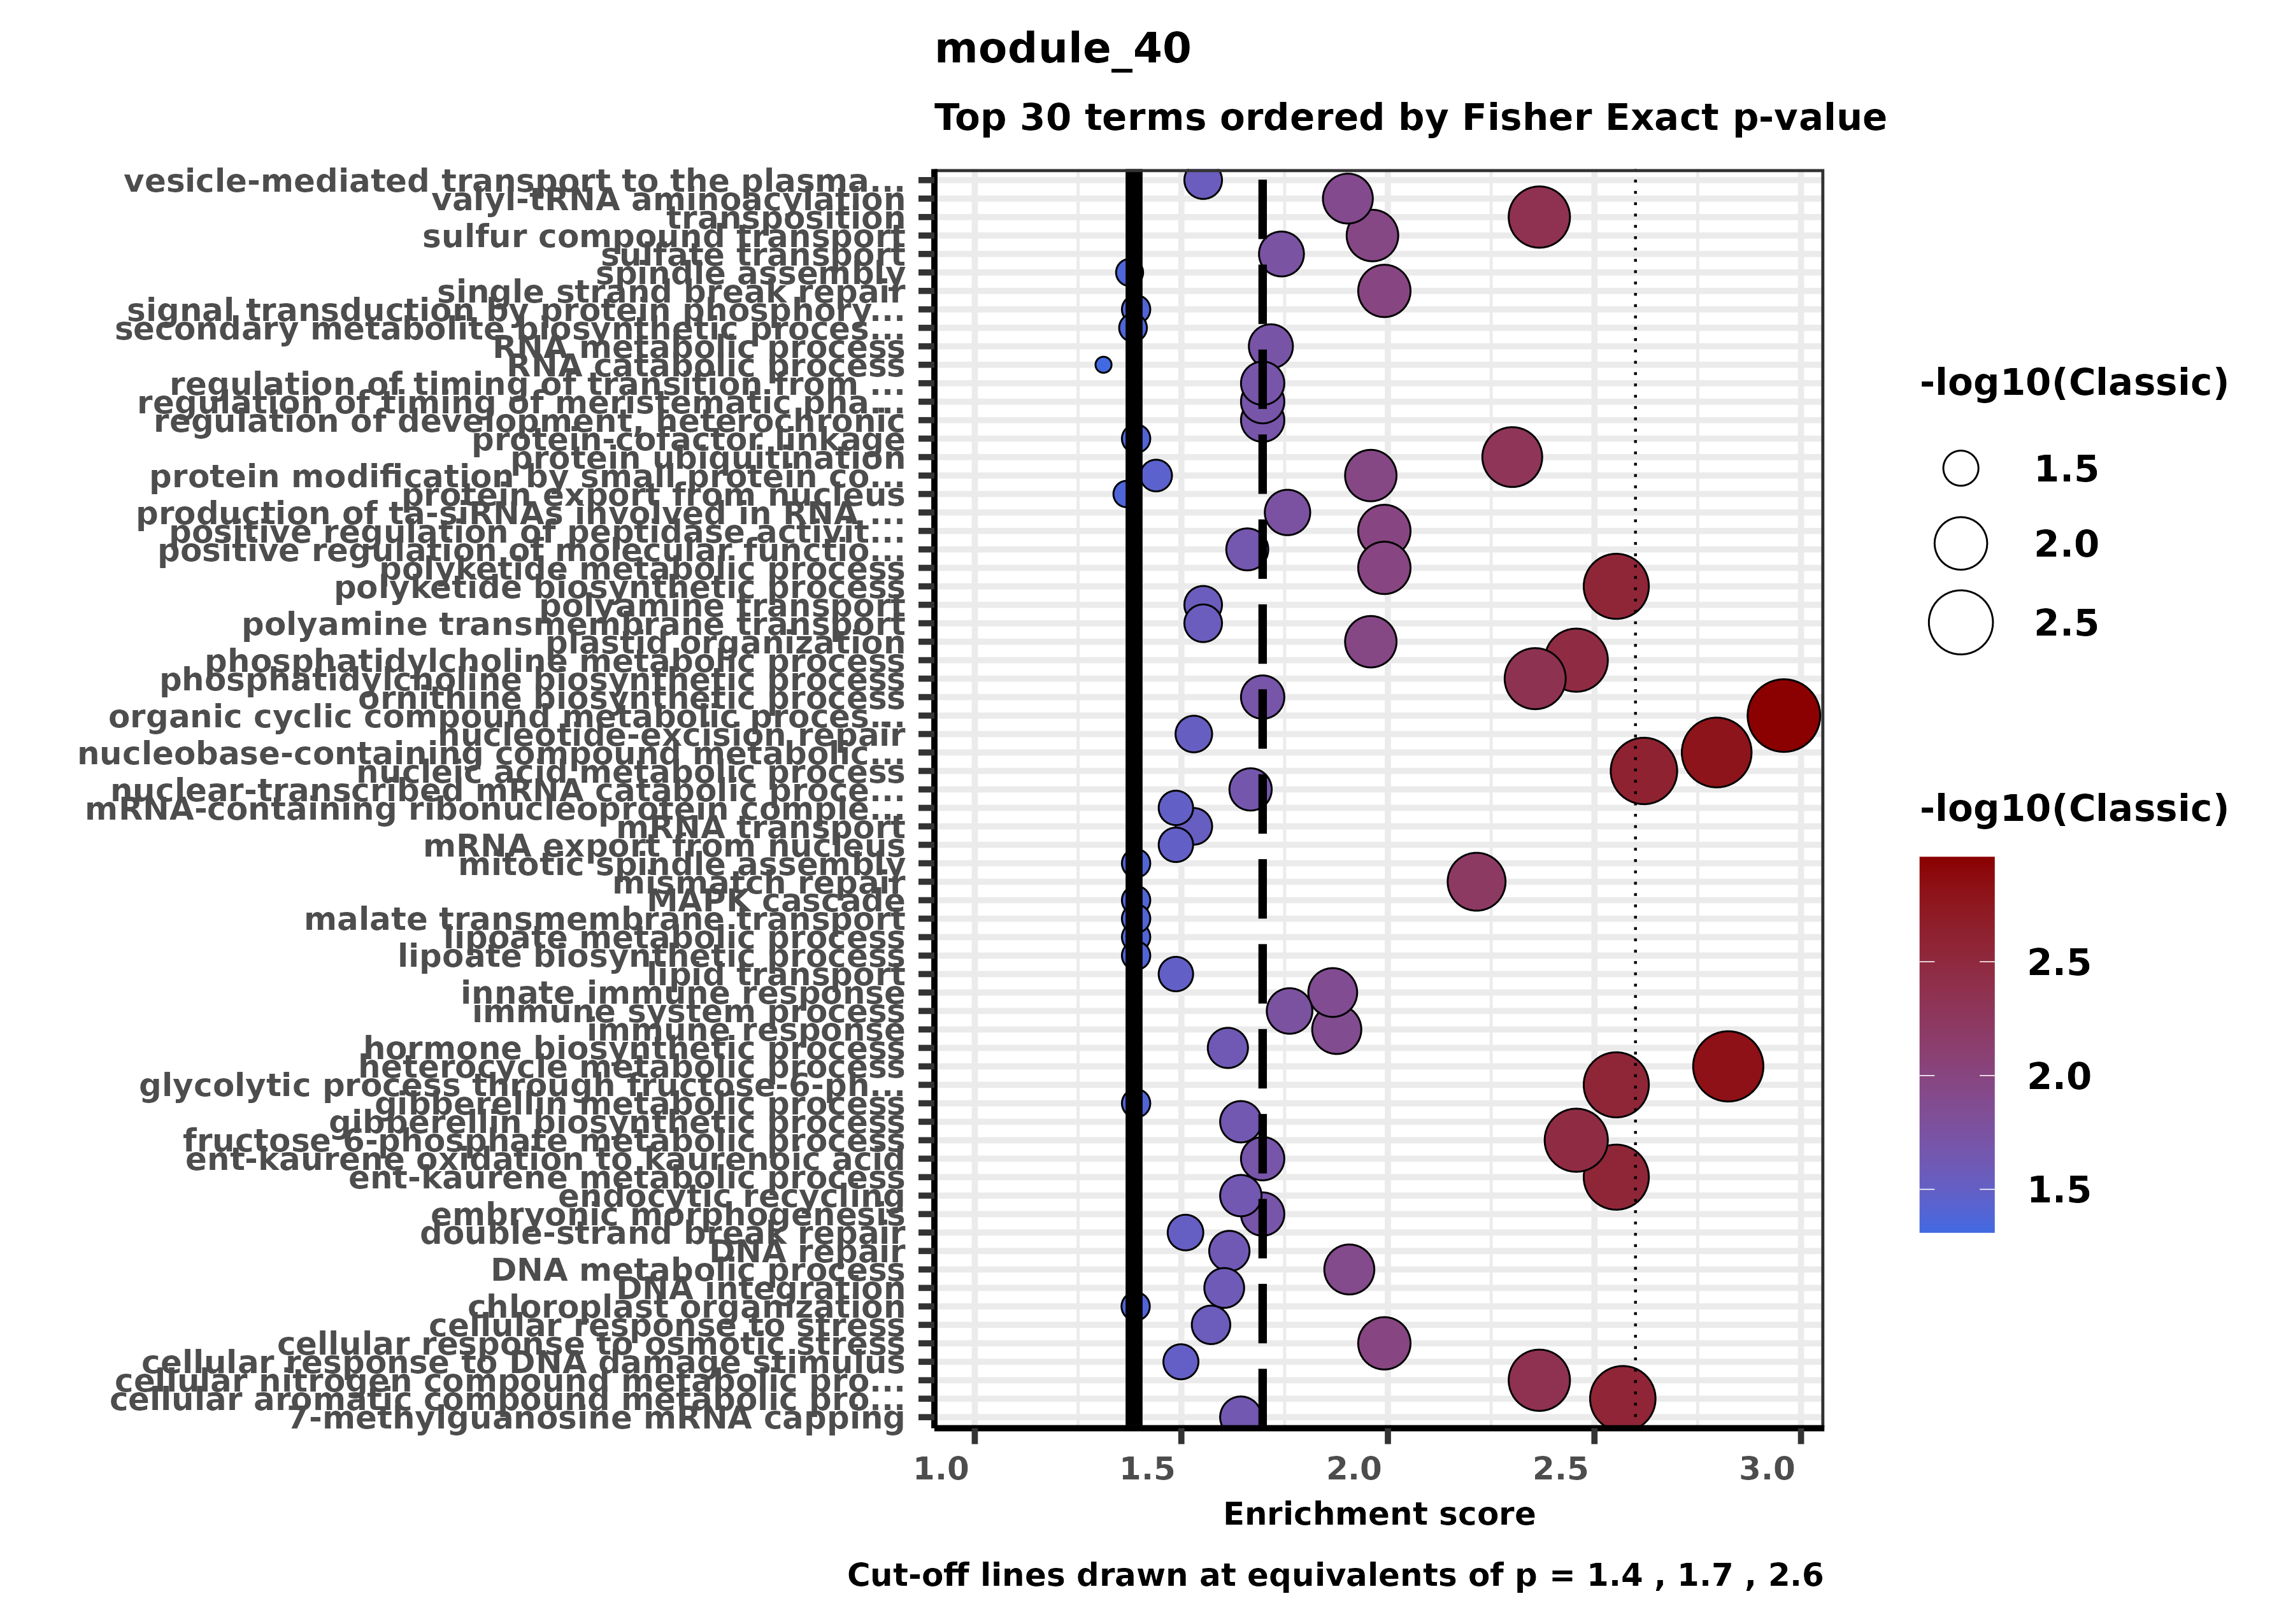 module_40
Top 30 terms ordered by Fisher Exact p-value
vesicle-mediated transport to the plasma...
valyl-tRNA aminoacylation
transposition
sulfur compound transport
sulfate transport
spindle assembly
single strand break repair
signal transduction by protein phosphory...
secondary metabolite biosynthetic proces...
RNA metabolic process
RNA catabolic process
regulation of timing of transition from ...
regulation of timing of meristematic pha...
regulation of development, heterochronic
protein-cofactor linkage
protein ubiquitination
protein modification by small protein co...
protein export from nucleus
production of ta-siRNAs involved in RNA ...
positive regulation of peptidase activit...
positive regulation of molecular functio...
polyketide metabolic process
polyketide biosynthetic process
polyamine transport
polyamine transmembrane transport
plastid organization
phosphatidylcholine metabolic process
phosphatidylcholine biosynthetic process
ornithine biosynthetic process
organic cyclic compound metabolic proces...
nucleotide-excision repair
nucleobase-containing compound metabolic...
nucleic acid metabolic process
nuclear-transcribed mRNA catabolic proce...
mRNA-containing ribonucleoprotein comple...
mRNA transport
mRNA export from nucleus
mitotic spindle assembly
mismatch repair
MAPK cascade
malate transmembrane transport
lipoate metabolic process
lipoate biosynthetic process
lipid transport
innate immune response
immune system process
immune response
hormone biosynthetic process
heterocycle metabolic process
glycolytic process through fructose-6-ph...
gibberellin metabolic process
gibberellin biosynthetic process
fructose 6-phosphate metabolic process
ent-kaurene oxidation to kaurenoic acid
ent-kaurene metabolic process
endocytic recycling
embryonic morphogenesis
double-strand break repair
DNA repair
DNA metabolic process
DNA integration
chloroplast organization
cellular response to stress
cellular response to osmotic stress
cellular response to DNA damage stimulus
cellular nitrogen compound metabolic pro...
cellular aromatic compound metabolic pro...
7-methylguanosine mRNA capping
1.0 1.5 2.0 2.5 3.0
Enrichment score
Cut-off lines drawn at equivalents of p = 1.4 , 1.7 , 2.6
-log10(Classic)
1.5
2.0
2.5
-log10(Classic)
2.5
2.0
1.5